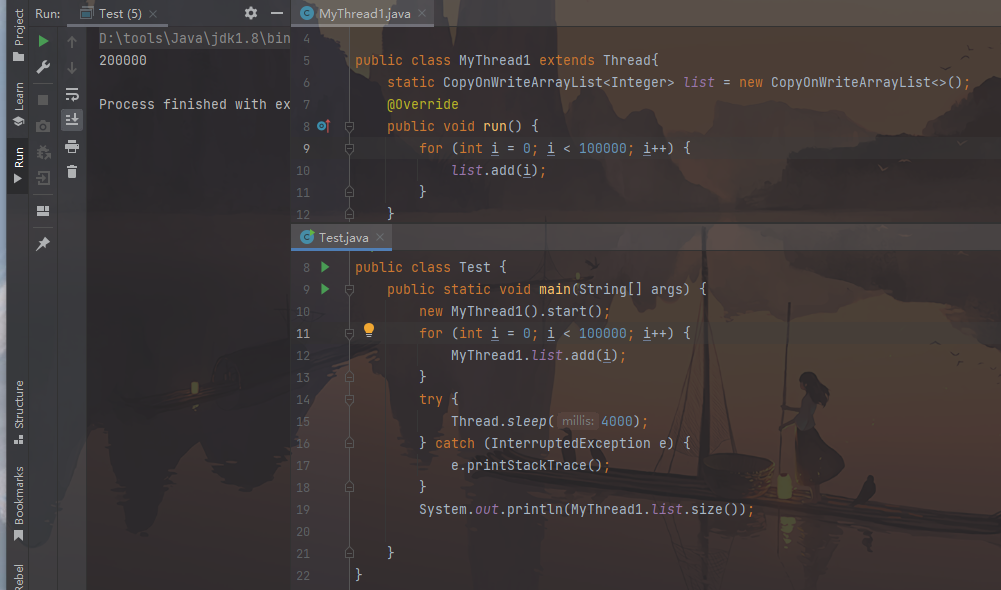 Project
Learn
Run
Structure
Bookmarks
Rebel
Run: Test (5)
D:\tools\Java\jdk1.8\bin
200000
Process finished with ex
MyThread1.java
4
5 public class MyThread1 extends Thread{
6 static CopyOnWriteArrayList<Integer> list = new CopyOnWriteArrayList<>();
7 @Override
8 public void run() {
9 for (int i = 0; i < 100000; i++) {
10 list.add(i);
11 }
12 }
Test.java
8 public class Test {
9 public static void main(String[] args) {
10 new MyThread1().start();
11 for (int i = 0; i < 100000; i++) {
12 MyThread1.list.add(i);
13 }
14 try {
15 Thread.sleep( millis: 4000);
16 } catch (InterruptedException e) {
17 e.printStackTrace();
18 }
19 System.out.println(MyThread1.list.size());
20
21 }
22 }